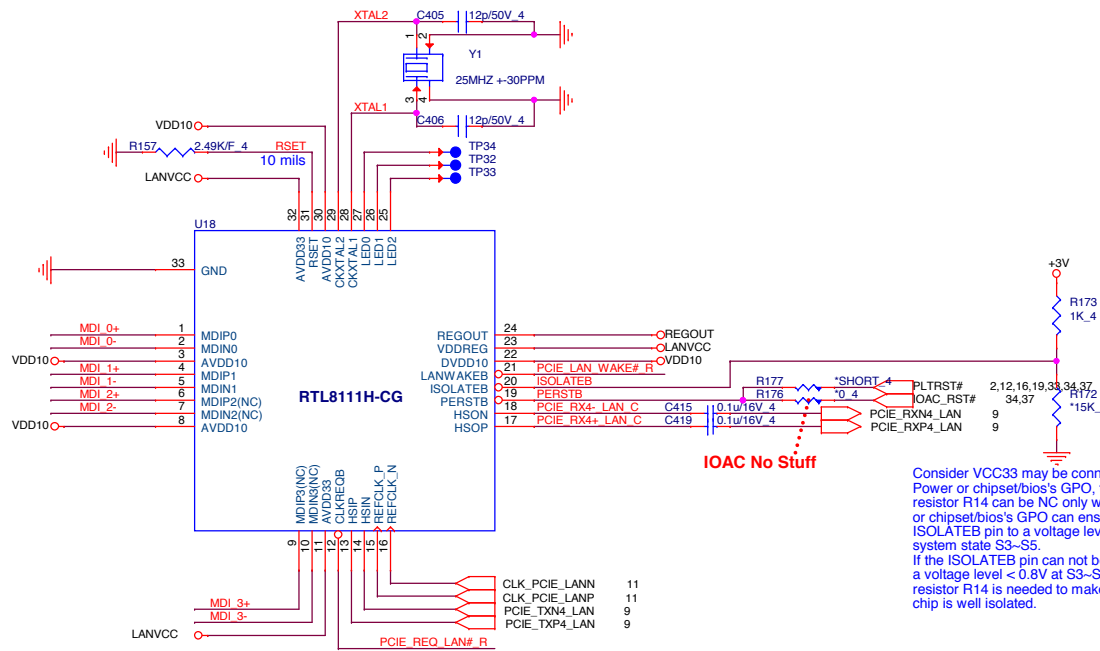 XTAL2
C405
12p/50V_4
1
2
Y1
25MHZ +-30PPM
3
4
XTAL1
C406
12p/50V_4
VDD10
R157
2.49K/F_4
RSET
10 mils
LANVCC
TP34
TP32
TP33
32
31
30
29
28
27
26
25
U18
AVDD33
RSET
AVDD10
CKXTAL2
CKXTAL1
LED0
LED1
LED2
33
GND
+3V
R173
1K_4
MDI_0+
1
MDIP0
MDI_0-
2
MDIN0
VDD10
3
AVDD10
MDI_1+
4
MDIP1
MDI_1-
5
MDIN1
MDI_2+
6
MDIP2(NC)
MDI_2-
7
MDIN2(NC)
VDD10
8
AVDD10
RTL8111H-CG
REGOUT
24
REGOUT
VDDREG
23
LANVCC
DVDD10
22
VDD10
LANWAKEB
21
PCIE_LAN_WAKE#_R
ISOLATEB
20
ISOLATEB
PERSTB
19
PERSTB
HSON
18
PCIE_RX4-_LAN_C
HSOP
17
PCIE_RX4+_LAN_C
R177
*SHORT_4
PLTRST#
2,12,16,19,33,34,37
R176
*0_4
IOAC_RST#
34,37
R172
*15K_
C415
0.1u/16V_4
PCIE_RXN4_LAN
9
C419
0.1u/16V_4
PCIE_RXP4_LAN
9
IOAC No Stuff
Consider VCC33 may be conn
Power or chipset/bios's GPO,
resistor R14 can be NC only w
or chipset/bios's GPO can ens
ISOLATEB pin to a voltage lev
system state S3~S5.
If the ISOLATEB pin can not b
a voltage level < 0.8V at S3~S
resistor R14 is needed to make
chip is well isolated.
MDIP3(NC)
MDIN3(NC)
AVDD33
CLKREQB
HSIP
HSIN
REFCLK_P
REFCLK_N
9
10
11
12
13
14
15
16
CLK_PCIE_LANN
11
CLK_PCIE_LANP
11
PCIE_TXN4_LAN
9
PCIE_TXP4_LAN
9
MDI_3+
MDI_3-
LANVCC
PCIE_REQ_LAN#_R